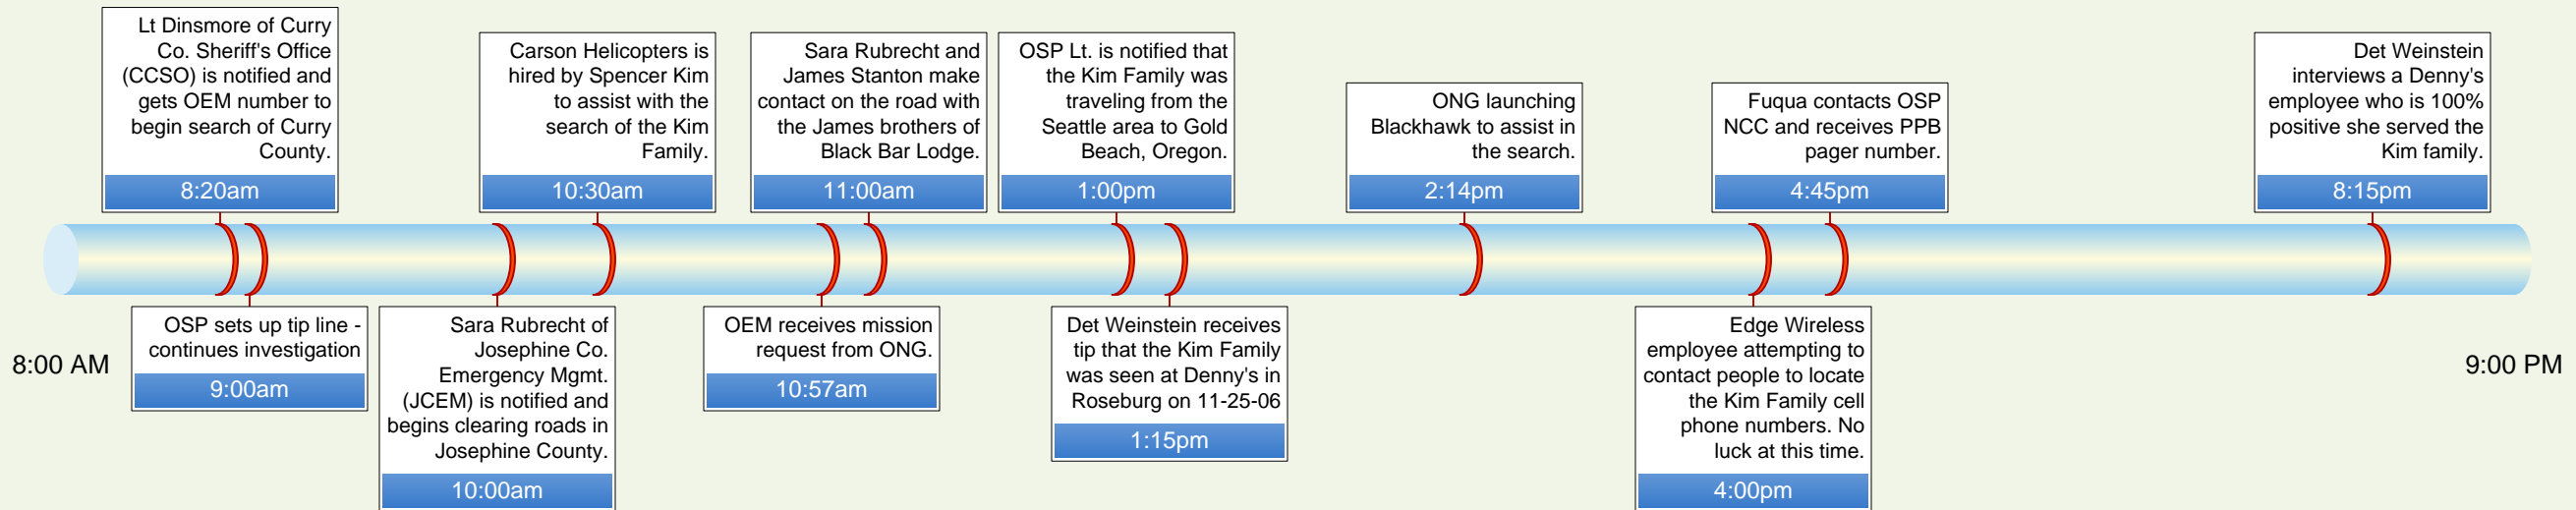 Lt Dinsmore of Curry
Co. Sheriff's Office
(CCSO) is notified and
gets OEM number to
begin search of Curry
County.
8:20am
Carson Helicopters is
hired by Spencer Kim
to assist with the
search of the Kim
Family.
10:30am
Sara Rubrecht and
James Stanton make
contact on the road with
the James brothers of
Black Bar Lodge.
11:00am
OSP Lt. is notified that
the Kim Family was
traveling from the
Seattle area to Gold
Beach, Oregon.
1:00pm
ONG launching
Blackhawk to assist in
the search.
2:14pm
Fuqua contacts OSP
NCC and receives PPB
pager number.
4:45pm
Det Weinstein
interviews a Denny's
employee who is 100%
positive she served the
Kim family.
8:15pm
8:00 AM
OSP sets up tip line -
continues investigation
9:00am
Sara Rubrecht of
Josephine Co.
Emergency Mgmt.
(JCEM) is notified and
begins clearing roads in
Josephine County.
10:00am
OEM receives mission
request from ONG.
10:57am
Det Weinstein receives
tip that the Kim Family
was seen at Denny's in
Roseburg on 11-25-06
1:15pm
Edge Wireless
employee attempting to
contact people to locate
the Kim Family cell
phone numbers. No
luck at this time.
4:00pm
9:00 PM